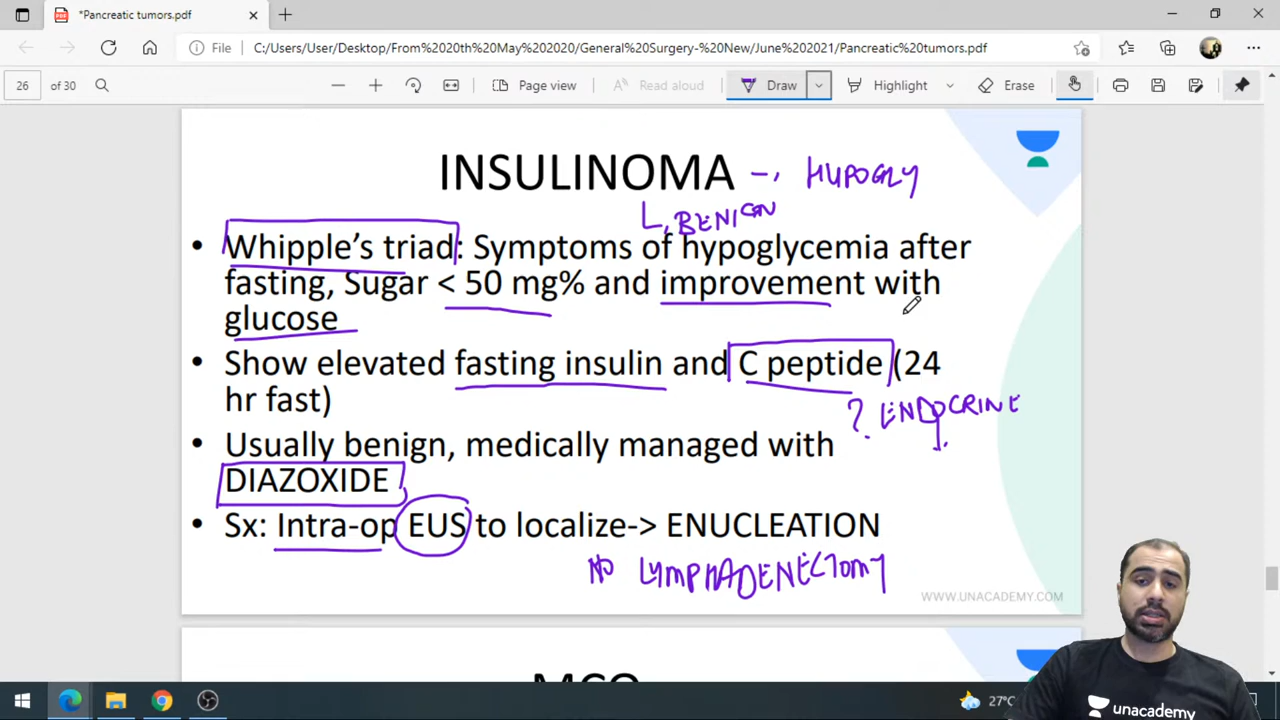 *Pancreatic tumors.pdf
File C:/Users/User/Desktop/From%2020th%20May%202020/General%20Surgery-%20New/June%202021/Pancreatic%20tumors.pdf
26 of 30 Page view Read aloud Draw Highlight Erase
INSULINOMA -, HYPOGLY
L, BENIGN
• Whipple's triad: Symptoms of hypoglycemia after
fasting, Sugar < 50 mg% and improvement with
glucose
• Show elevated fasting insulin and C peptide (24
hr fast)
? ENDOCRINE
• Usually benign, medically managed with
DIAZOXIDE
• Sx: Intra-op EUS to localize-> ENUCLEATION
NO LYMPHADENECTOMY
WWW.UNACADEMY.COM
unacademy
27°C